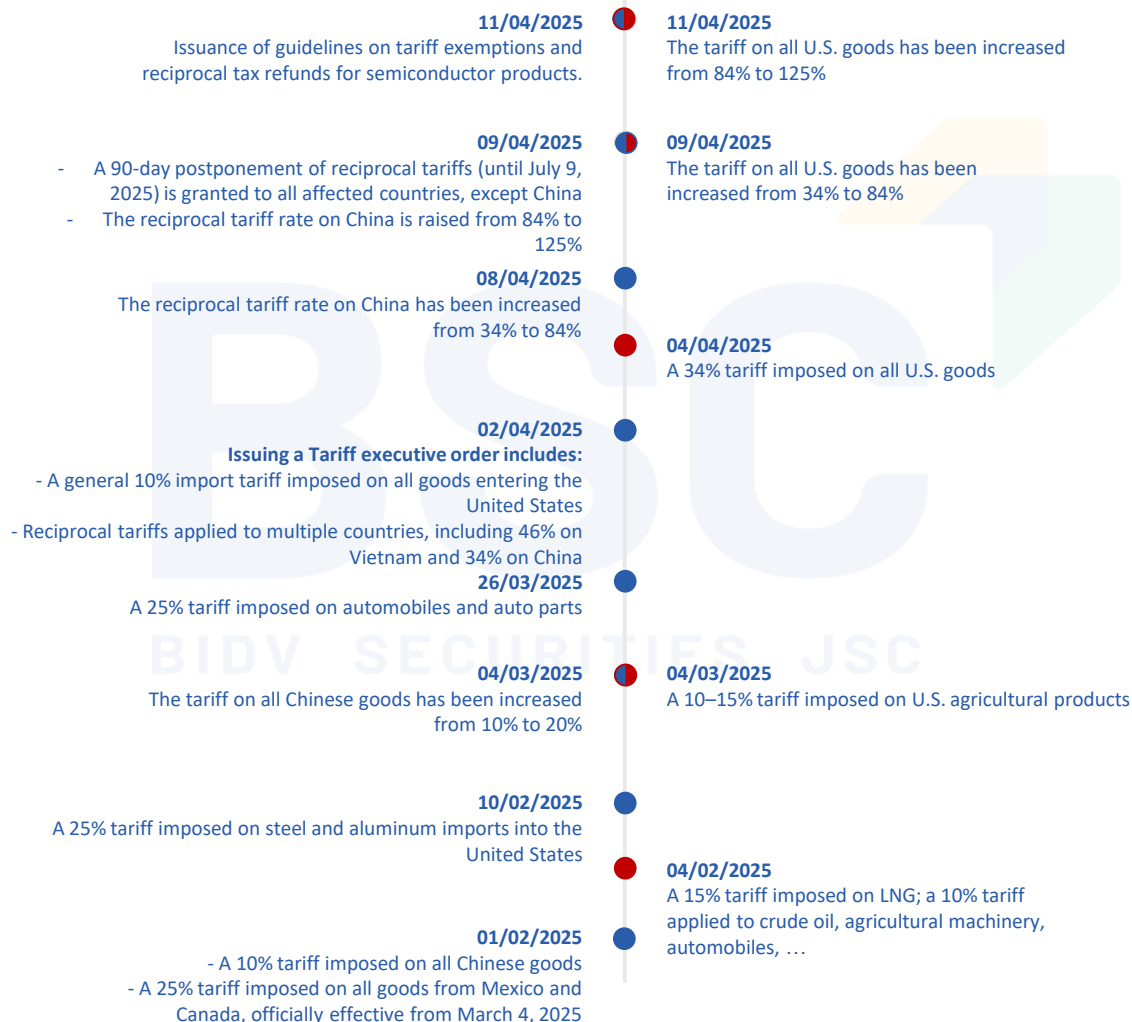 11/04/2025
Issuance of guidelines on tariff exemptions and
reciprocal tax refunds for semiconductor products.
11/04/2025
The tariff on all U.S. goods has been increased
from 84% to 125%
09/04/2025
- A 90-day postponement of reciprocal tariffs (until July 9,
2025) is granted to all affected countries, except China
- The reciprocal tariff rate on China is raised from 84% to
125%
09/04/2025
The tariff on all U.S. goods has been
increased from 34% to 84%
08/04/2025
The reciprocal tariff rate on China has been increased
from 34% to 84%
04/04/2025
A 34% tariff imposed on all U.S. goods
02/04/2025
Issuing a Tariff executive order includes:
- A general 10% import tariff imposed on all goods entering the
United States
- Reciprocal tariffs applied to multiple countries, including 46% on
Vietnam and 34% on China
26/03/2025
A 25% tariff imposed on automobiles and auto parts
04/03/2025
The tariff on all Chinese goods has been increased
from 10% to 20%
04/03/2025
A 10–15% tariff imposed on U.S. agricultural products
10/02/2025
A 25% tariff imposed on steel and aluminum imports into the
United States
04/02/2025
A 15% tariff imposed on LNG; a 10% tariff
applied to crude oil, agricultural machinery,
automobiles, …
01/02/2025
- A 10% tariff imposed on all Chinese goods
- A 25% tariff imposed on all goods from Mexico and
Canada, officially effective from March 4, 2025
BSC
BIDV SECURITIES JSC